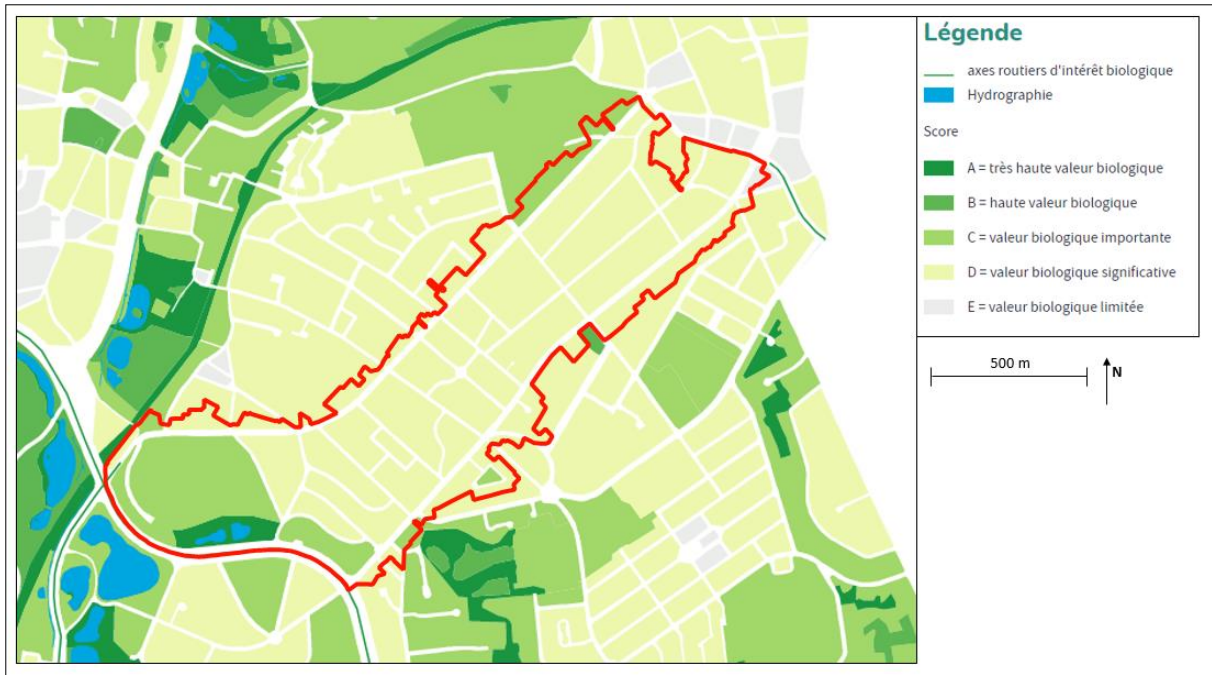 Légende
axes routiers d'intérêt biologique
Hydrographie
Score
A = très haute valeur biologique
B = haute valeur biologique
C = valeur biologique importante
D = valeur biologique significative
E = valeur biologique limitée
500 m
N